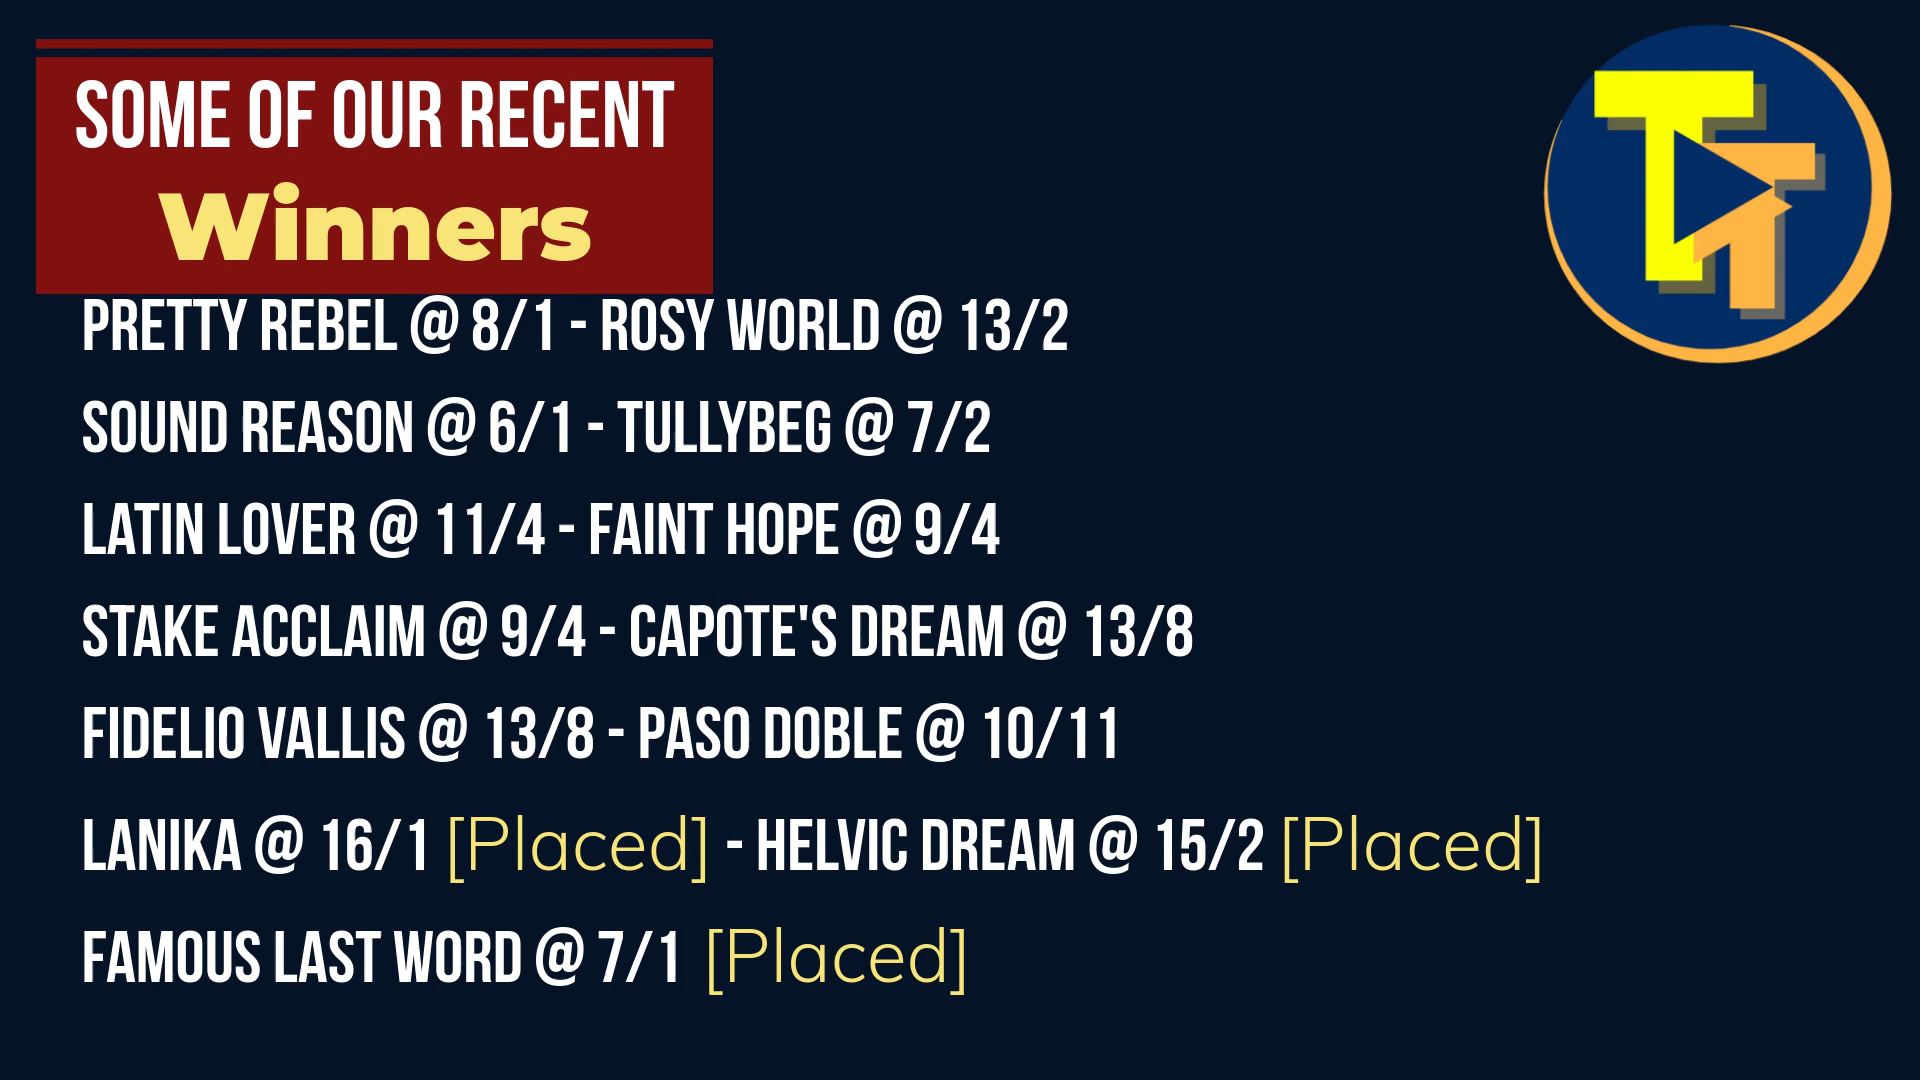 SOME OF OUR RECENT
Winners
PRETTY REBEL @ 8/1 - ROSY WORLD @ 13/2
SOUND REASON @ 6/1 - TULLYBEG @ 7/2
LATIN LOVER @ 11/4 - FAINT HOPE @ 9/4
STAKE ACCLAIM @ 9/4 - CAPOTE'S DREAM @ 13/8
FIDELIO VALLIS @ 13/8 - PASO DOBLE @ 10/11
LANIKA @ 16/1 [Placed] - HELVIC DREAM @ 15/2 [Placed]
FAMOUS LAST WORD @ 7/1 [Placed]
TT